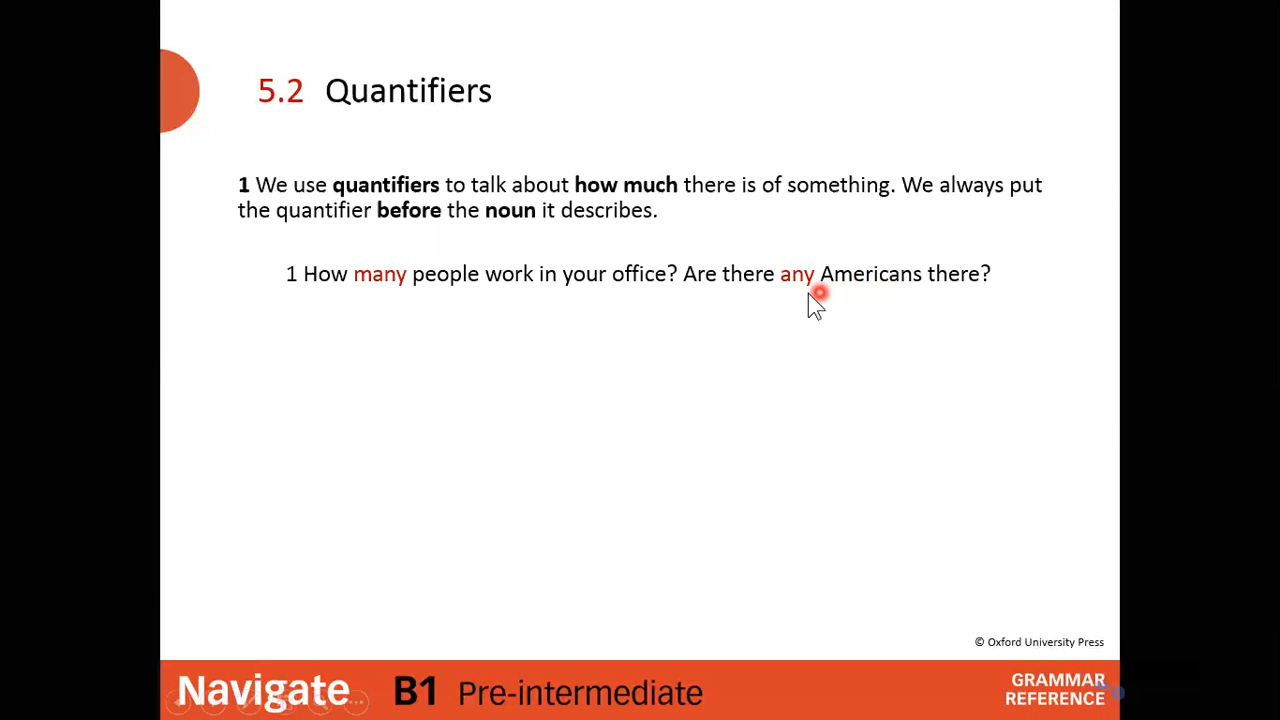 5.2 Quantifiers
1 We use quantifiers to talk about how much there is of something. We always put
the quantifier before the noun it describes.
1 How many people work in your office? Are there any Americans there?
© Oxford University Press
Navigate B1 Pre-intermediate
GRAMMAR
REFERENCE